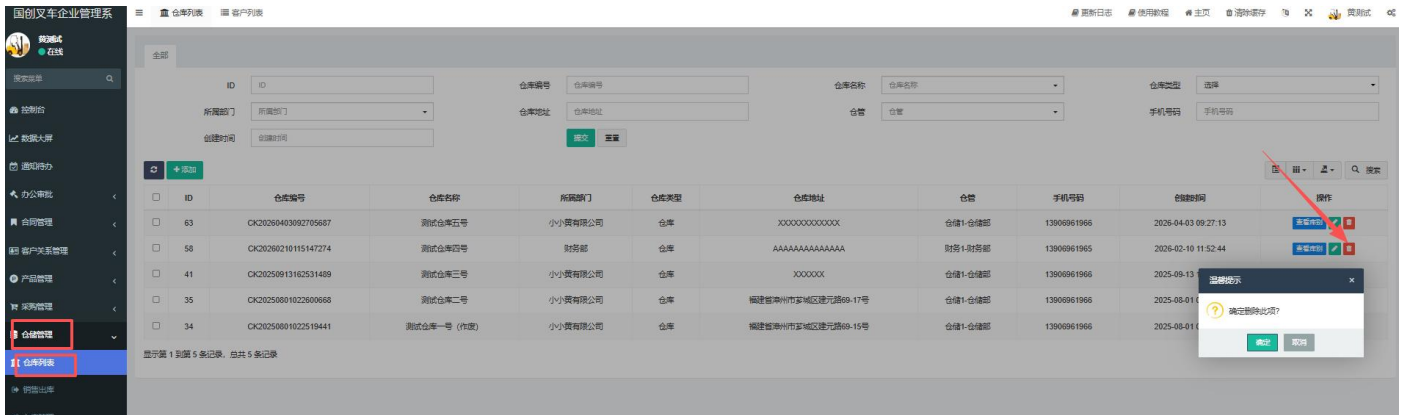 国创叉车企业管理系
仓库列表
客户列表
更新日志
使用教程
主页
清除缓存
黄测试
黄测试
在线
搜索菜单
控制台
数据大屏
通知待办
办公审批
合同管理
客户关系管理
产品管理
采购管理
仓储管理
仓库列表
销售出库
全部
ID ID 仓库编号 仓库编号 仓库名称 仓库名称 仓库类型 选择
所属部门 所属部门 仓库地址 仓库地址 仓管 仓管 手机号码 手机号码
创建时间 创建时间 提交 重置
添加 搜索
ID 仓库编号 仓库名称 所属部门 仓库类型 仓库地址 仓管 手机号码 创建时间 操作
63 CK20260403092705687 测试仓库五号 小小黄有限公司 仓库 XXXXXXXXXXXX 仓储1-仓储部 13906961966 2026-04-03 09:27:13 查看库别
58 CK20260210115147274 测试仓库四号 财务部 仓库 AAAAAAAAAAAAAA 财务1-财务部 13906961965 2026-02-10 11:52:44 查看库别
41 CK20250913162531489 测试仓库三号 小小黄有限公司 仓库 XXXXXX 仓储1-仓储部 13906961966 2025-09-13
35 CK20250801022600668 测试仓库二号 小小黄有限公司 仓库 福建省漳州市芗城区建元路69-17号 仓储1-仓储部 13906961966 2025-08-01
34 CK20250801022519441 测试仓库一号 (作废) 小小黄有限公司 仓库 福建省漳州市芗城区建元路69-15号 仓储1-仓储部 13906961966 2025-08-01
显示第 1 到第 5 条记录, 总共 5 条记录
温馨提示
确定删除此项?
确定 取消